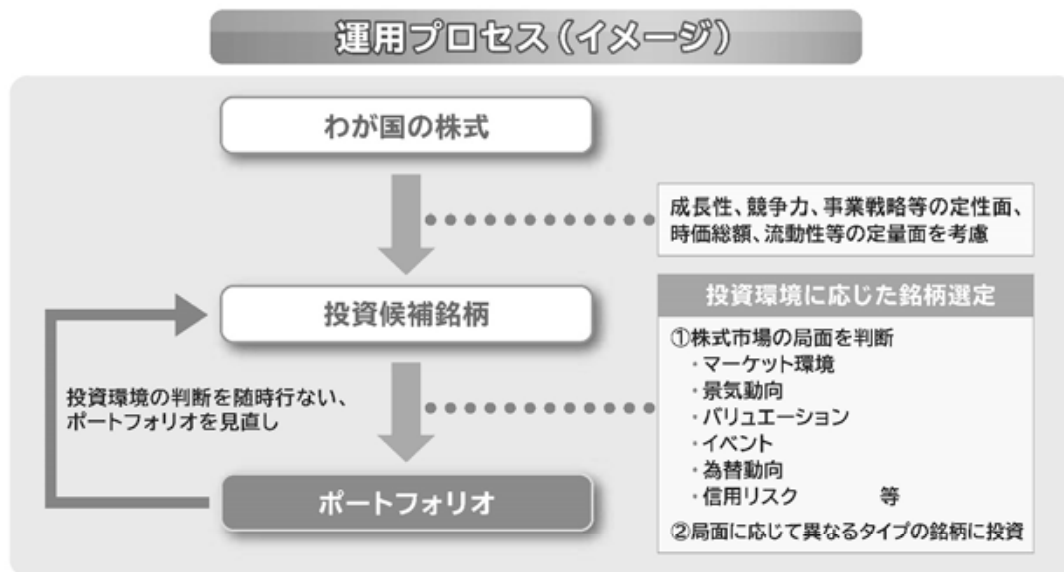 運用プロセス(イメージ)
わが国の株式
成長性、競争力、事業戦略等の定性面、
時価総額、流動性等の定量面を考慮
投資候補銘柄
投資環境に応じた銘柄選定
①株式市場の局面を判断
・マーケット環境
・景気動向
・バリュエーション
・イベント
・為替動向
・信用リスク 等
②局面に応じて異なるタイプの銘柄に投資
投資環境の判断を随時行ない、
ポートフォリオを見直し
ポートフォリオ